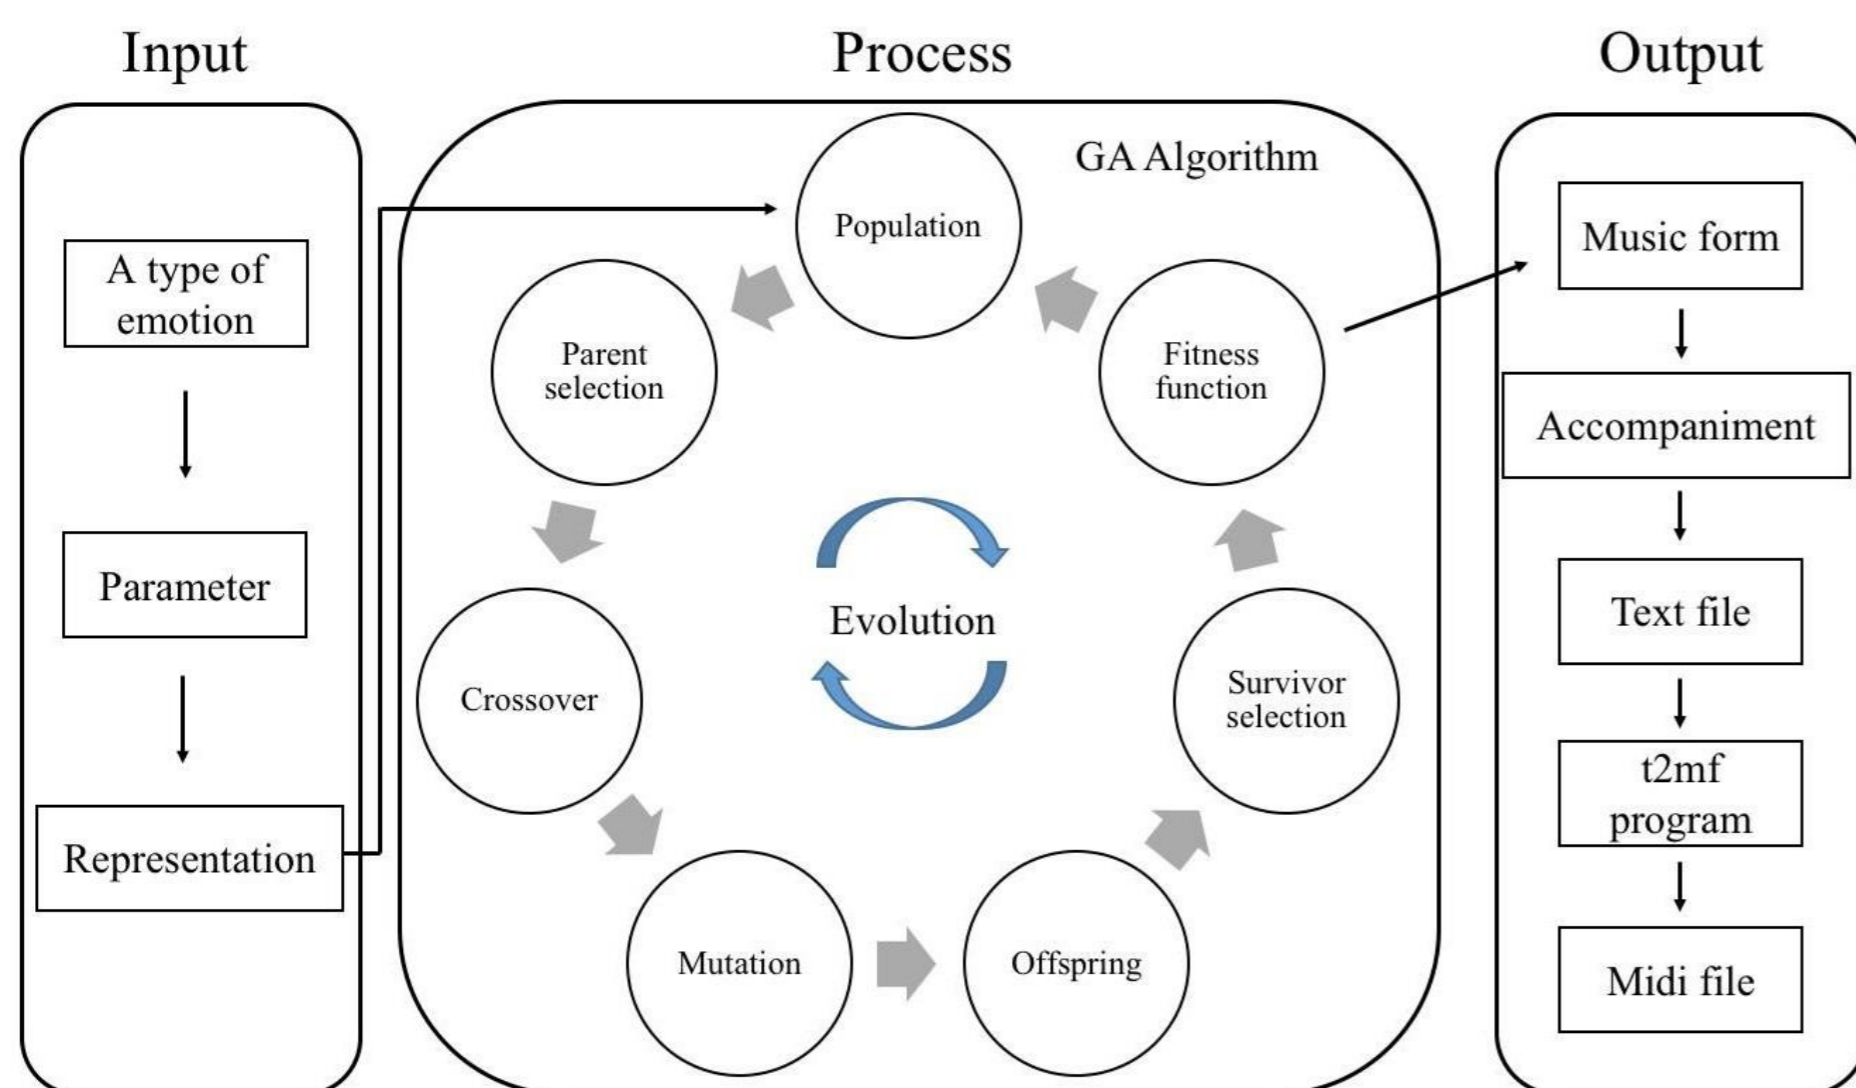 Input
A type of
emotion
Parameter
Representation
Process
GA Algorithm
Population
Parent
selection
Crossover
Mutation
Offspring
Survivor
selection
Fitness
function
Evolution
Output
Music form
Accompaniment
Text file
t2mf
program
Midi file